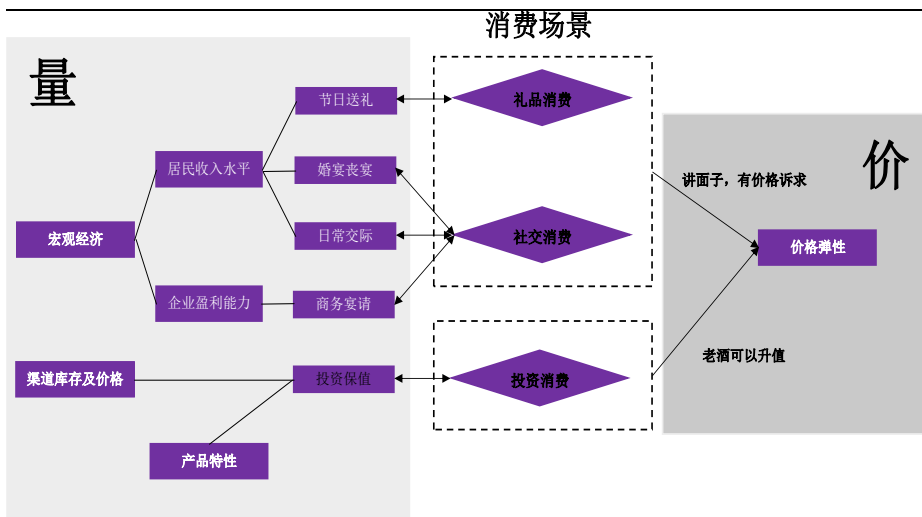 消费场景
量
节日送礼
礼品消费
居民收入水平
婚宴丧宴
价
讲面子，有价格诉求
宏观经济
日常交际
社交消费
价格弹性
企业盈利能力
商务宴请
老酒可以升值
渠道库存及价格
投资保值
投资消费
产品特性